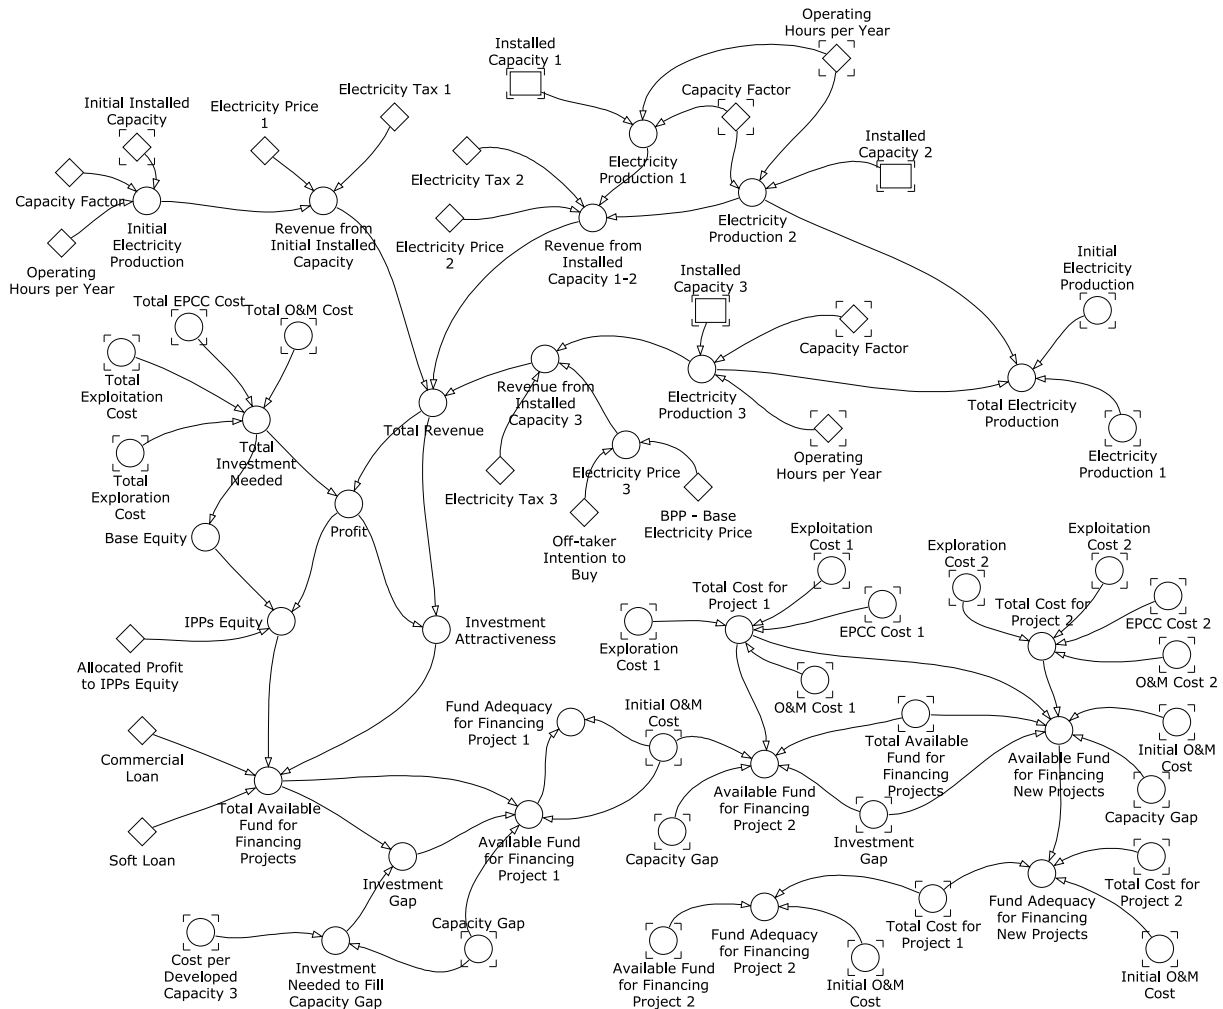 Operating
Hours per Year
Installed
Capacity 1
Capacity Factor
Electricity Tax 1
Initial Installed
Capacity
Electricity Price
1
Installed
Capacity 2
Electricity
Production 1
Electricity Tax 2
Capacity Factor
Initial
Electricity
Production
Revenue from
Initial Installed
Capacity
Electricity Price
2
Revenue from
Installed
Capacity 1-2
Electricity
Production 2
Operating
Hours per Year
Installed
Capacity 3
Initial
Electricity
Production
Total EPCC Cost
Total O&M Cost
Capacity Factor
Total
Exploitation
Cost
Revenue from
Installed
Capacity 3
Electricity
Production 3
Total Electricity
Production
Total Revenue
Total
Investment
Needed
Total
Exploration
Cost
Electricity Tax 3
Electricity Price
3
Operating
Hours per Year
Electricity
Production 1
Base Equity
Profit
Off-taker
Intention to
Buy
BPP - Base
Electricity Price
Exploitation
Cost 1
Exploration
Cost 2
Exploitation
Cost 2
Total Cost for
Project 1
Total Cost for
Project 2
IPPs Equity
Investment
Attractiveness
Exploration
Cost 1
EPCC Cost 1
EPCC Cost 2
Allocated Profit
to IPPs Equity
O&M Cost 1
O&M Cost 2
Fund Adequacy
for Financing
Project 1
Initial O&M
Cost
Total Available
Fund for
Financing
Projects
Initial O&M
Cost
Commercial
Loan
Available Fund
for Financing
Project 2
Available Fund
for Financing
New Projects
Capacity Gap
Total Available
Fund for
Financing
Projects
Soft Loan
Available Fund
for Financing
Project 1
Capacity Gap
Investment
Gap
Investment
Gap
Capacity Gap
Total Cost for
Project 2
Cost per
Developed
Capacity 3
Investment
Needed to Fill
Capacity Gap
Available Fund
for Financing
Project 2
Fund Adequacy
for Financing
Project 2
Total Cost for
Project 1
Fund Adequacy
for Financing
New Projects
Initial O&M
Cost
Initial O&M
Cost